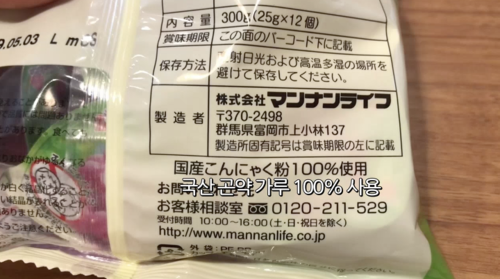 9.05.03 L m
内容量 300g(25g×12個)
賞味期限 この面のバーコード下に記載
保存方法 射日光および高温多湿の場所を
避けて保存してください。
製造者 株式会社 マンナンライフ
〒370-2498
群馬県富岡市上小林137
製造所固有記号は賞味期限の左に記載
国産こんにゃく粉100%使用
국산 곤약 가루 100% 사용
お客様相談室 0120-211-529
受付時間 10:00~16:00(土・日・祝日を除く)
http://www.mannanlife.co.jp
外袋: